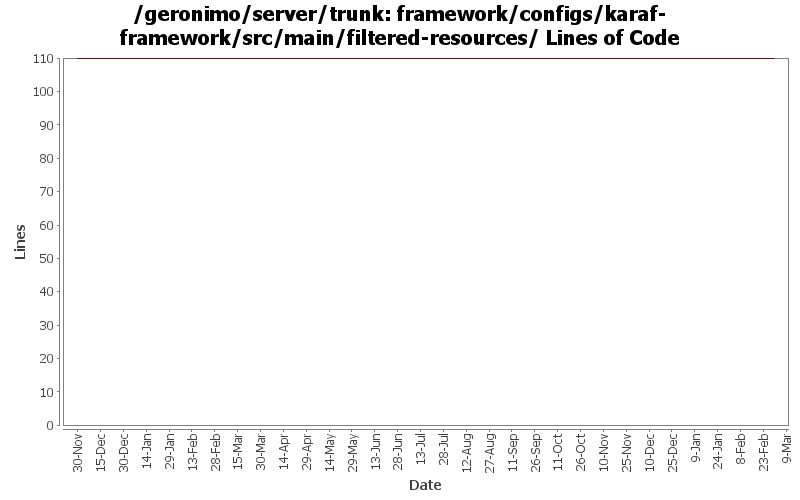 /geronimo/server/trunk: framework/configs/karaf-
framework/src/main/filtered-resources/ Lines of Code
110
100
90
80
70
60
50
40
30
20
10
0
Lines
30-Nov
15-Dec
30-Dec
14-Jan
29-Jan
13-Feb
28-Feb
15-Mar
30-Mar
14-Apr
29-Apr
14-May
29-May
13-Jun
28-Jun
13-Jul
28-Jul
12-Aug
27-Aug
11-Sep
26-Sep
11-Oct
26-Oct
10-Nov
25-Nov
10-Dec
25-Dec
9-Jan
24-Jan
8-Feb
23-Feb
9-Mar
Date